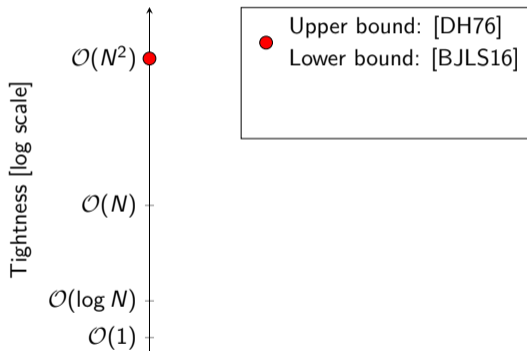 Upper bound: [DH76]
Lower bound: [BJLS16]
Tightness [log scale]
𝒪(N²)
𝒪(N)
𝒪(log N)
𝒪(1)